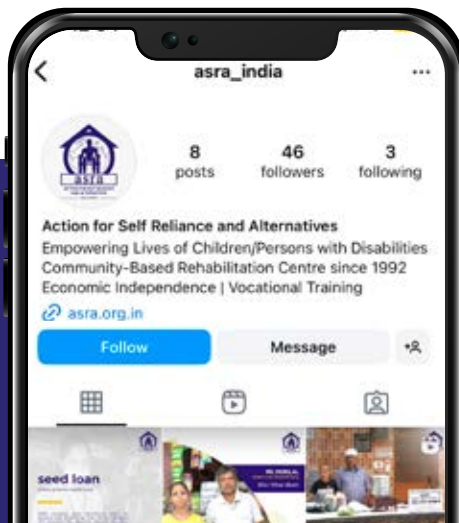 asra_india
asra
8
posts
46
followers
3
following
Action for Self Reliance and Alternatives
Empowering Lives of Children/Persons with Disabilities
Community-Based Rehabilitation Centre since 1992
Economic Independence | Vocational Training
asra.org.in
Follow
Message
seed loan